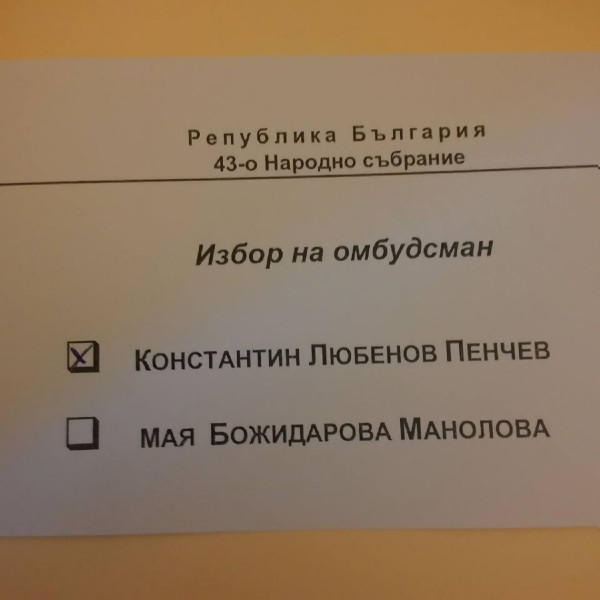 Република България
43-о Народно събрание
Избор на омбудсман
КОНСТАНТИН ЛЮБЕНОВ ПЕНЧЕВ
МАЯ БОЖИДАРОВА МАНОЛОВА